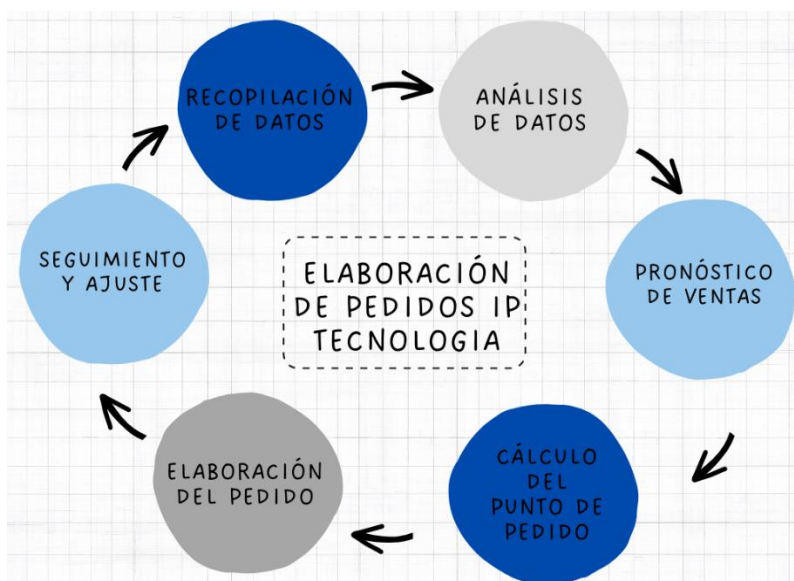 RECOPILACIÓN
DE DATOS
ANÁLISIS
DE DATOS
SEGUIMIENTO
Y AJUSTE
ELABORACIÓN
DE PEDIDOS IP
TECNOLOGIA
PRONÓSTICO
DE VENTAS
ELABORACIÓN
DEL PEDIDO
CÁLCULO
DEL
PUNTO DE
PEDIDO